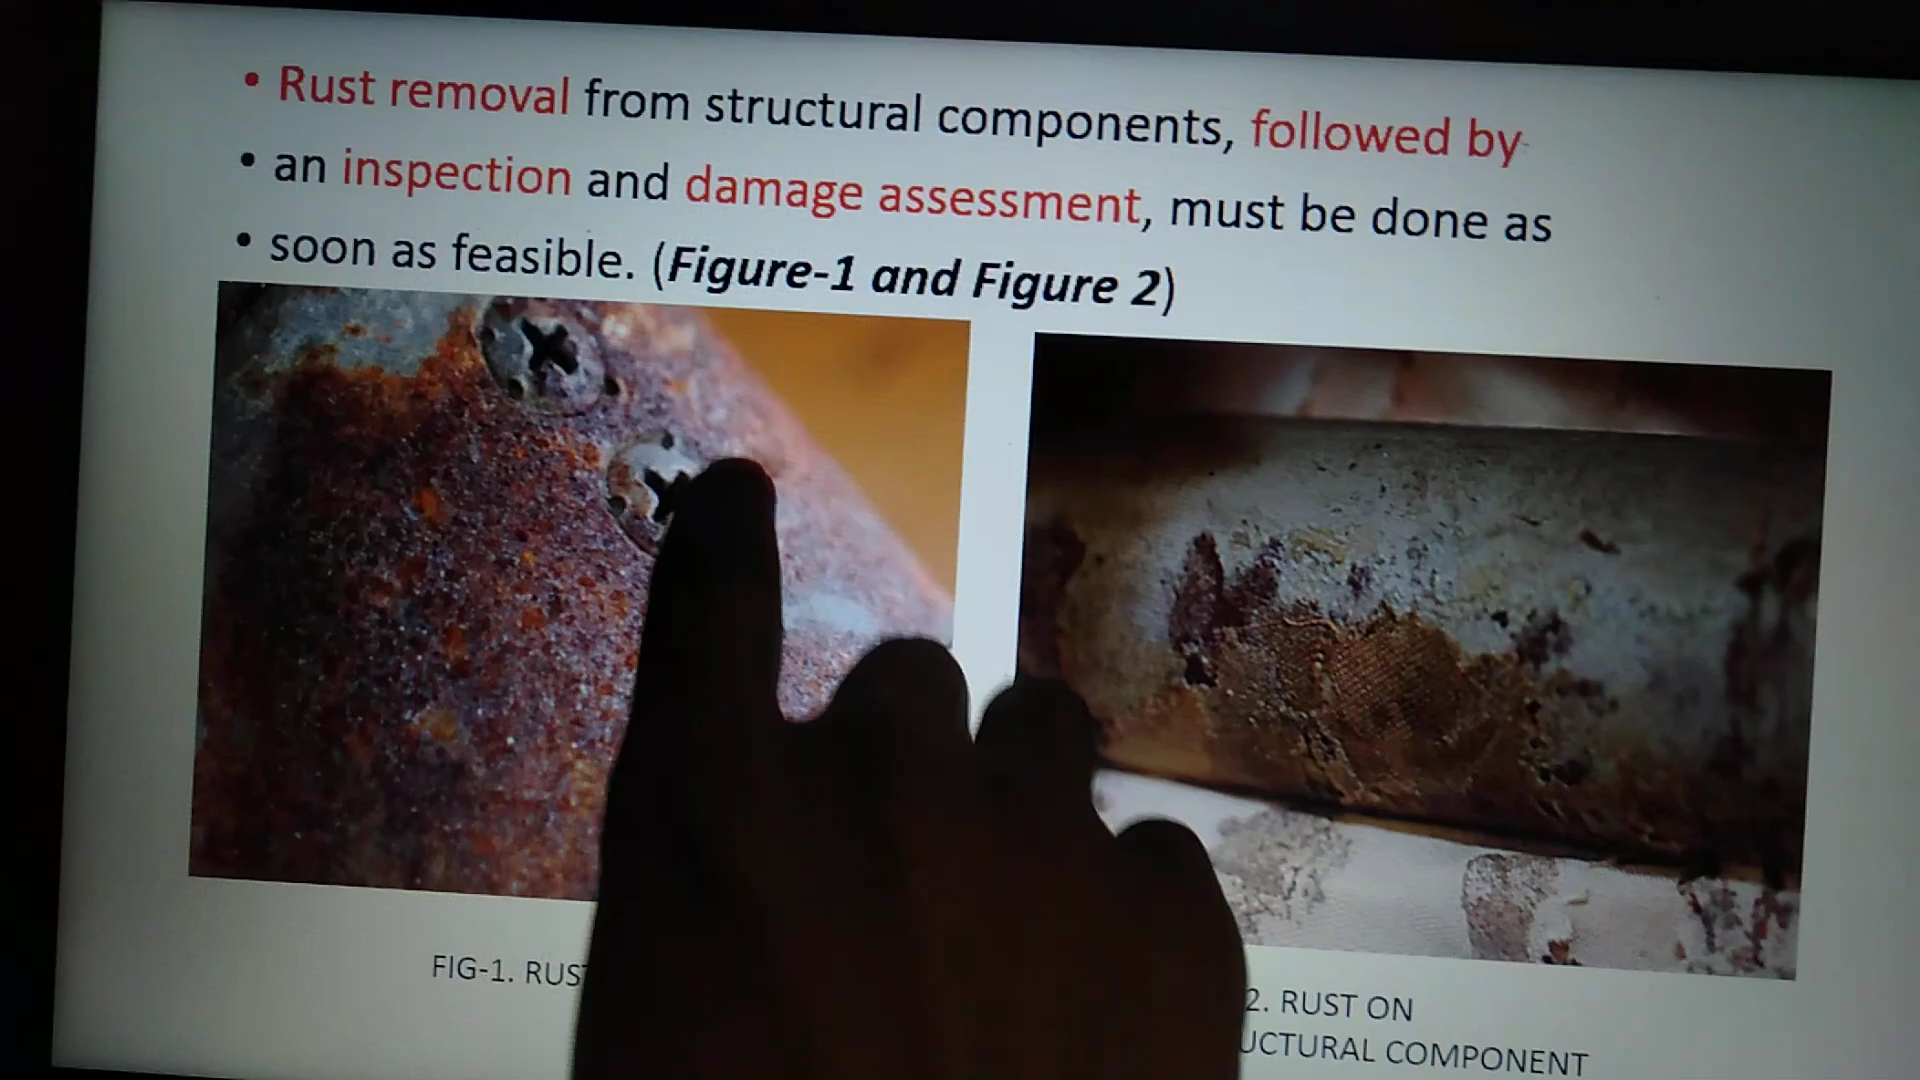 • Rust removal from structural components, followed by
• an inspection and damage assessment, must be done as
• soon as feasible. (Figure-1 and Figure 2)
FIG-1. RUS
2. RUST ON
UCTURAL COMPONENT